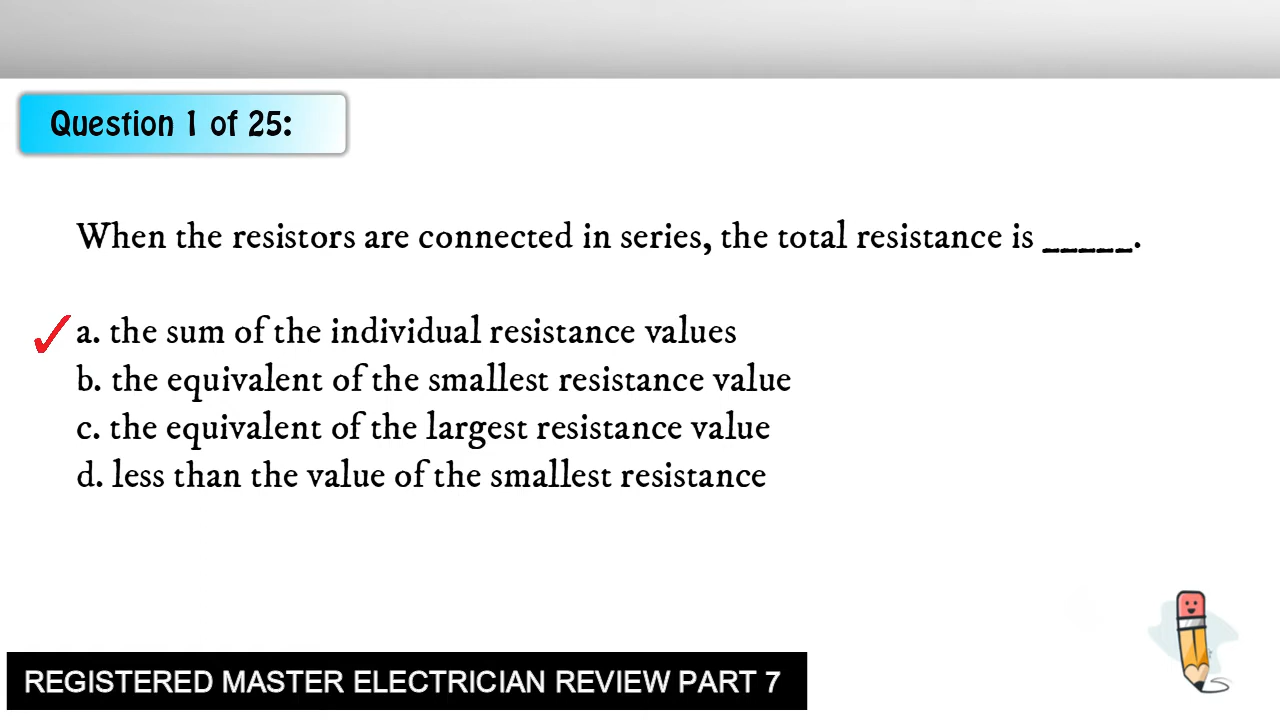 Question 1 of 25:
When the resistors are connected in series, the total resistance is _____.
a. the sum of the individual resistance values
b. the equivalent of the smallest resistance value
c. the equivalent of the largest resistance value
d. less than the value of the smallest resistance
REGISTERED MASTER ELECTRICIAN REVIEW PART 7